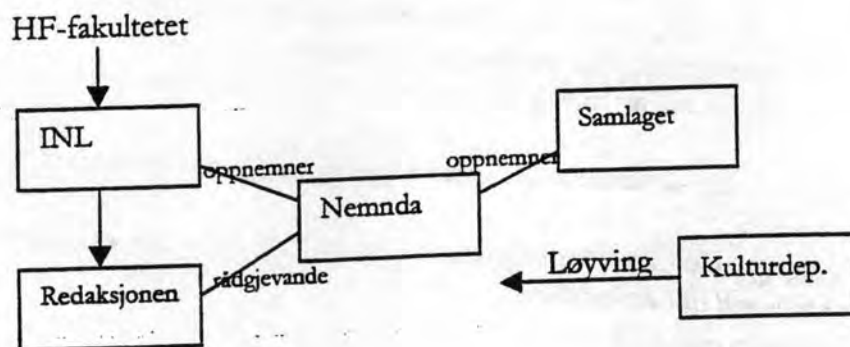 HF-fakultetet
INL
Samlaget
oppnemner
oppnemner
Nemnda
Redaksjonen
rådgjevande
Løyving
Kulturdep.